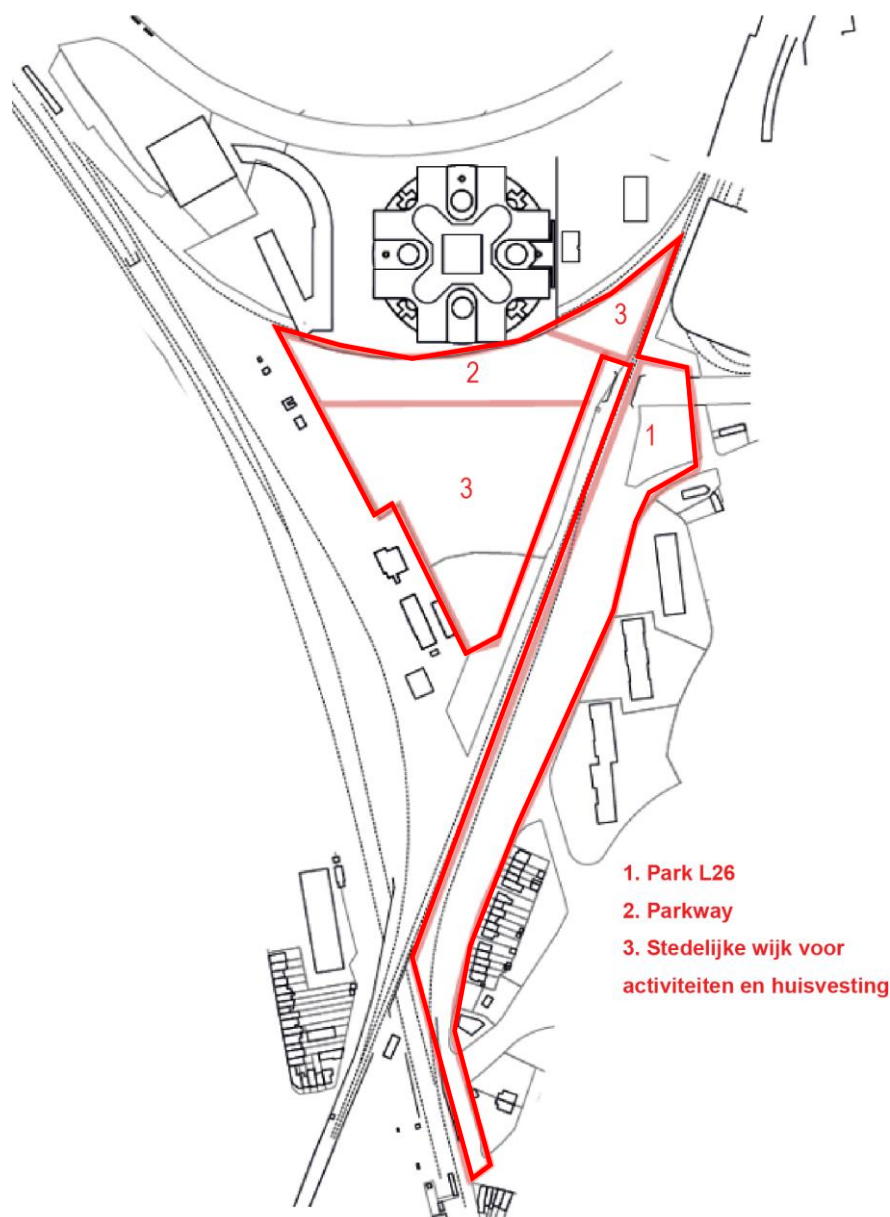 3
2
1
3
1. Park L26
2. Parkway
3. Stedelijke wijk voor
activiteiten en huisvesting